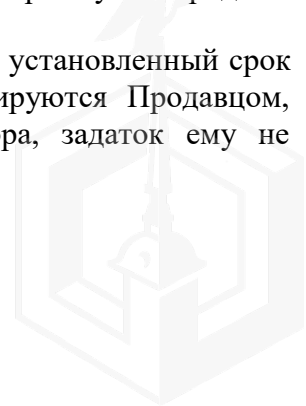 установленный срок
ируются Продавцом,
ра, задаток ему не